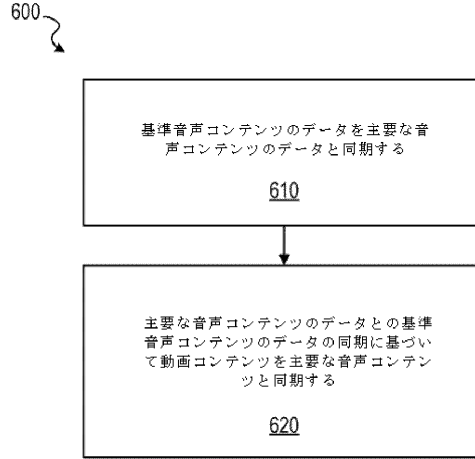 600
基準音声コンテンツのデータを主要な音
声コンテンツのデータと同期する
610
主要な音声コンテンツのデータとの基準
音声コンテンツのデータの同期に基づい
て動画コンテンツを主要な音声コンテン
ツと同期する
620